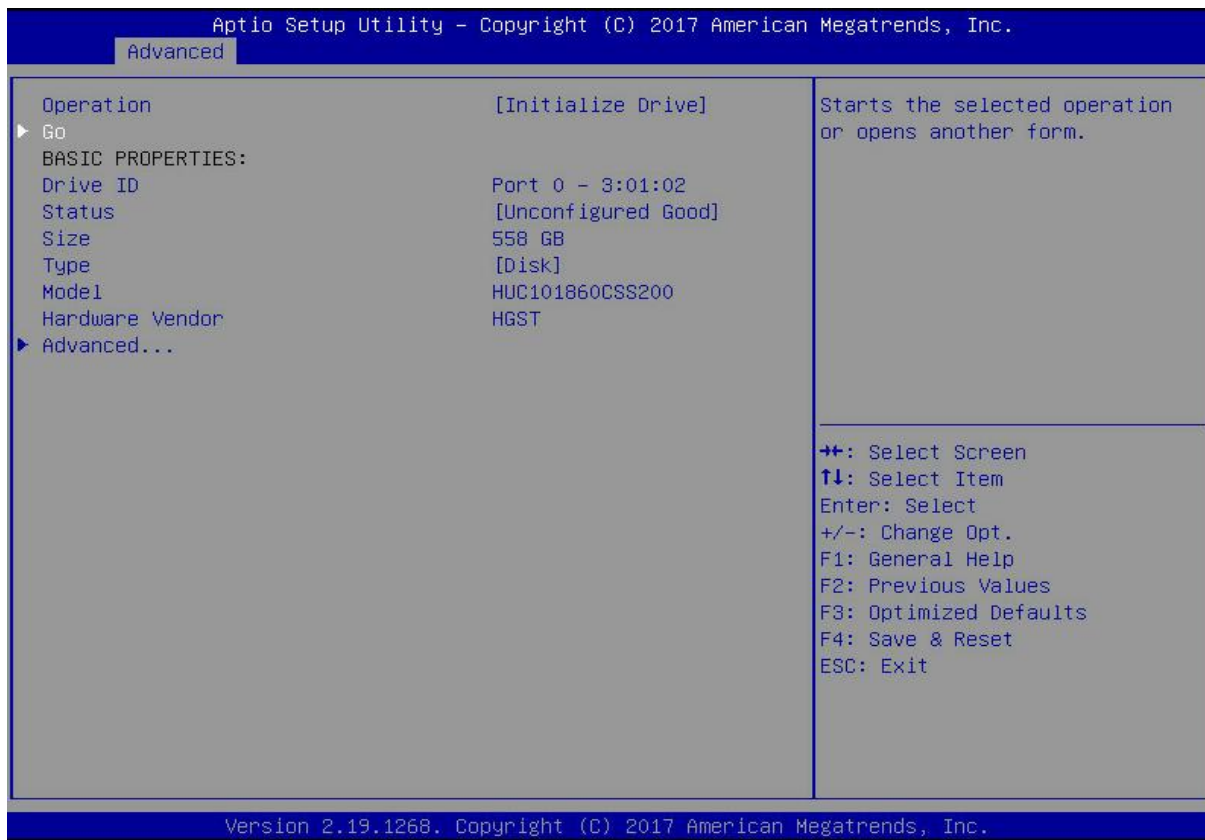 Aptio Setup Utility – Copyright (C) 2017 American Megatrends, Inc.
Advanced
Operation [Initialize Drive]
▶ Go
BASIC PROPERTIES:
Drive ID Port 0 - 3:01:02
Status [Unconfigured Good]
Size 558 GB
Type [Disk]
Model HUC101860CSS200
Hardware Vendor HGST
▶ Advanced...
Starts the selected operation
or opens another form.
→←: Select Screen
↑↓: Select Item
Enter: Select
+/-: Change Opt.
F1: General Help
F2: Previous Values
F3: Optimized Defaults
F4: Save & Reset
ESC: Exit
Version 2.19.1268. Copyright (C) 2017 American Megatrends, Inc.